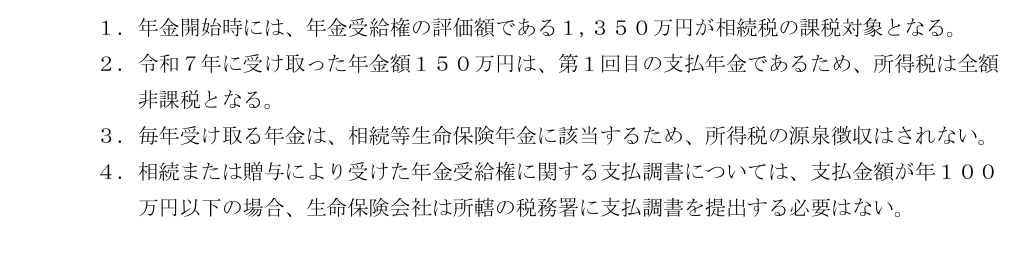 １．年金開始時には、年金受給権の評価額である１，３５０万円が相続税の課税対象となる。
２．令和７年に受け取った年金額１５０万円は、第１回目の支払年金であるため、所得税は全額
非課税となる。
３．毎年受け取る年金は、相続等生命保険年金に該当するため、所得税の源泉徴収はされない。
４．相続または贈与により受けた年金受給権に関する支払調書については、支払金額が年１００
万円以下の場合、生命保険会社は所轄の税務署に支払調書を提出する必要はない。